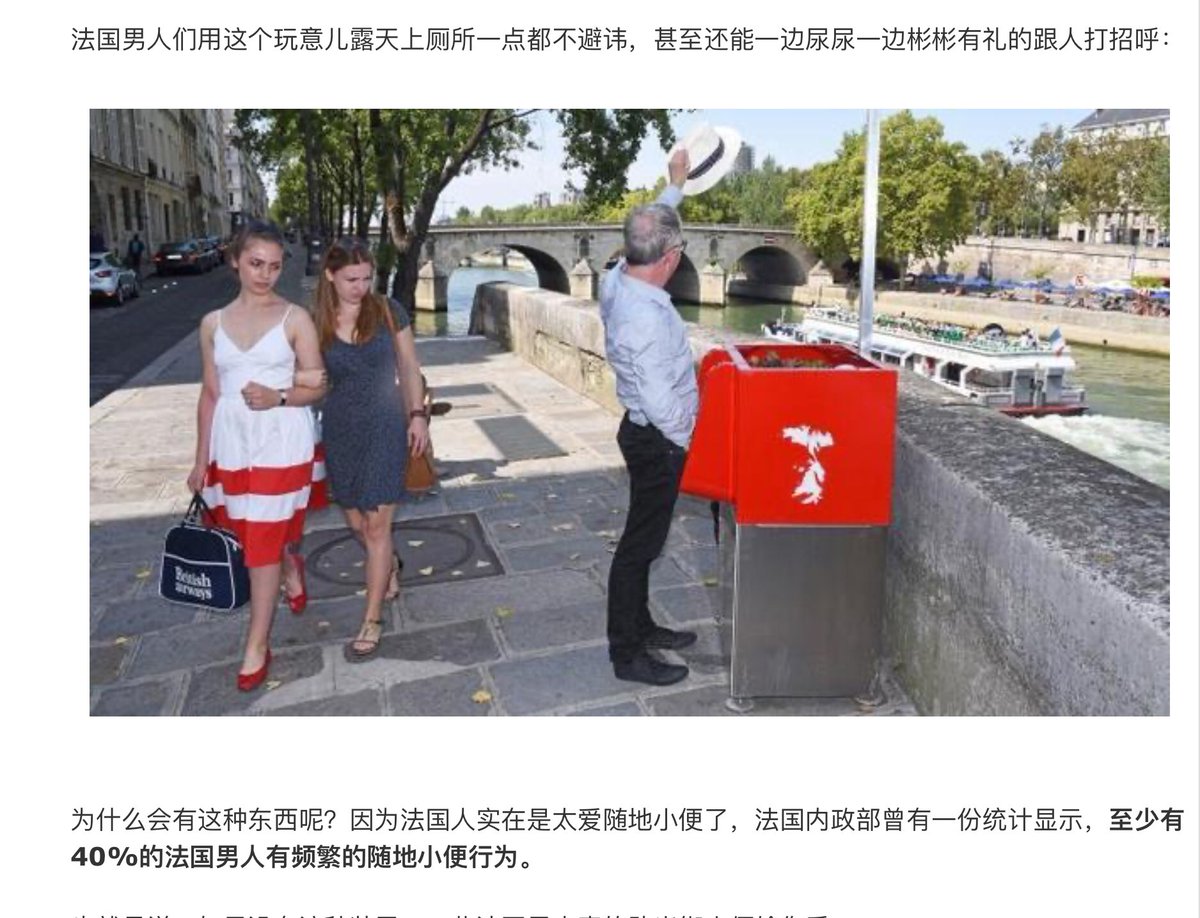 法国男人们用这个玩意儿露天上厕所一点都不避讳，甚至还能一边尿尿一边彬彬有礼的跟人打招呼：
British
airways
为什么会有这种东西呢？因为法国人实在是太爱随地小便了，法国内政部曾有一份统计显示，至少有
40%的法国男人有频繁的随地小便行为。